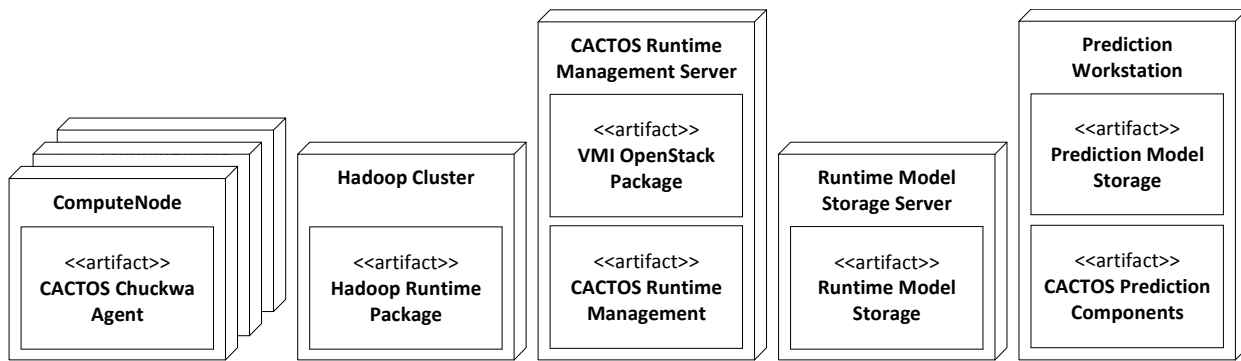 ComputeNode
<<artifact>>
CACTOS Chuckwa
Agent
Hadoop Cluster
<<artifact>>
Hadoop Runtime
Package
CACTOS Runtime
Management Server
<<artifact>>
VMI OpenStack
Package
<<artifact>>
CACTOS Runtime
Management
Runtime Model
Storage Server
<<artifact>>
Runtime Model
Storage
Prediction
Workstation
<<artifact>>
Prediction Model
Storage
<<artifact>>
CACTOS Prediction
Components